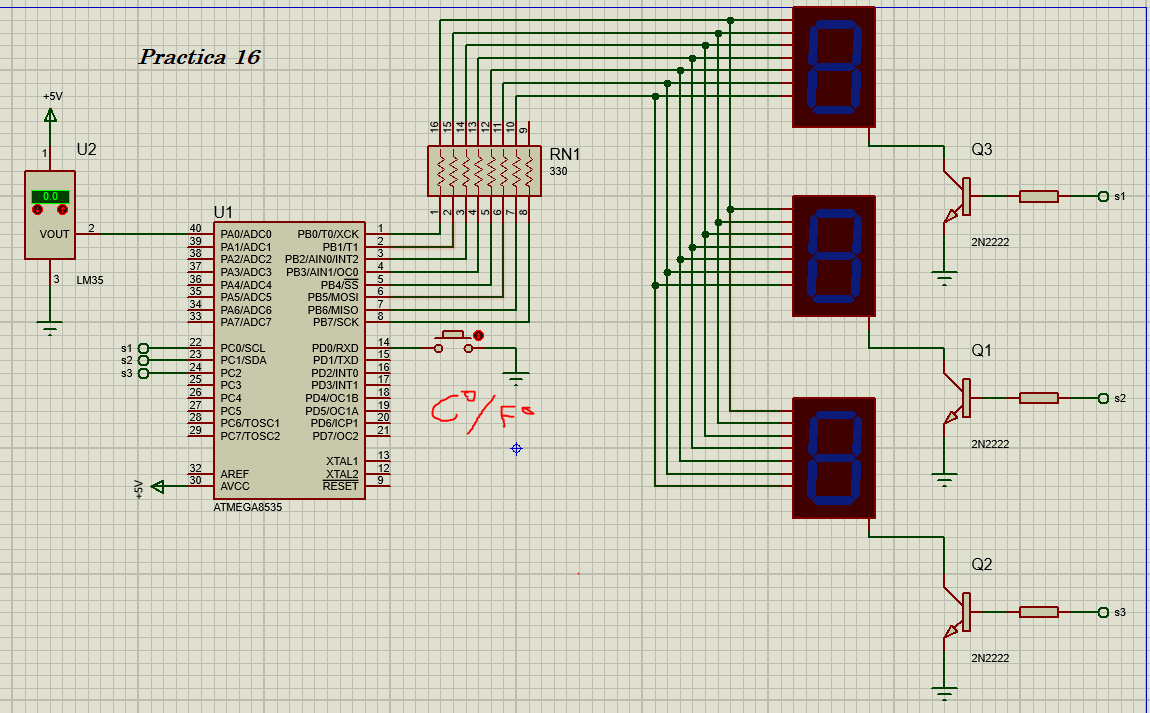 Practica 16
+5V
1
U2
0.0
VOUT
2
3
LM35
16
15
14
13
12
11
10
9
RN1
330
1
2
3
4
5
6
7
8
U1
40 PA0/ADC0 PB0/T0/XCK 1
39 PA1/ADC1 PB1/T1 2
38 PA2/ADC2 PB2/AIN0/INT2 3
37 PA3/ADC3 PB3/AIN1/OC0 4
36 PA4/ADC4 PB4/SS 5
35 PA5/ADC5 PB5/MOSI 6
34 PA6/ADC6 PB6/MISO 7
33 PA7/ADC7 PB7/SCK 8
s1 22 PC0/SCL PD0/RXD 14
s2 23 PC1/SDA PD1/TXD 15
s3 24 PC2 PD2/INT0 16
25 PC3 PD3/INT1 17
26 PC4 PD4/OC1B 18
27 PC5 PD5/OC1A 19
28 PC6/TOSC1 PD6/ICP1 20
29 PC7/TOSC2 PD7/OC2 21
XTAL1 13
32 AREF XTAL2 12
+5V 30 AVCC RESET 9
ATMEGA8535
C°/F°
Q3
s1
2N2222
Q1
s2
2N2222
Q2
s3
2N2222